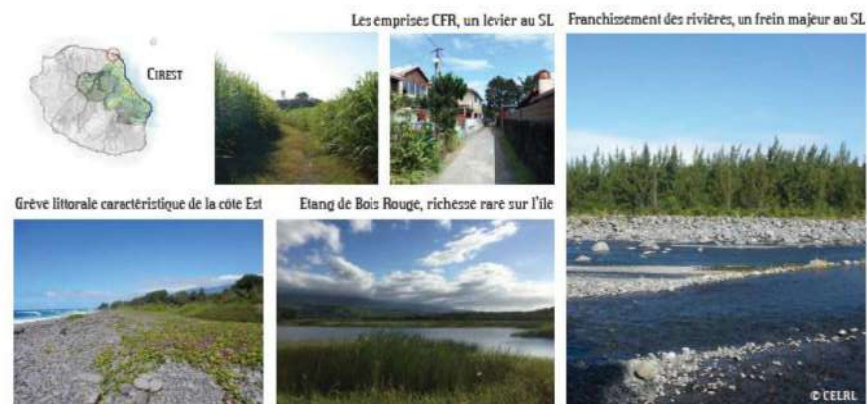 Les emprises CFR, un levier au SL
Franchissement des rivières, un frein majeur au SL
CIREST
Grève littorale caractéristique de la côte Est
Etang de Bois Rouge, richesse rare sur l'île
© CELRL